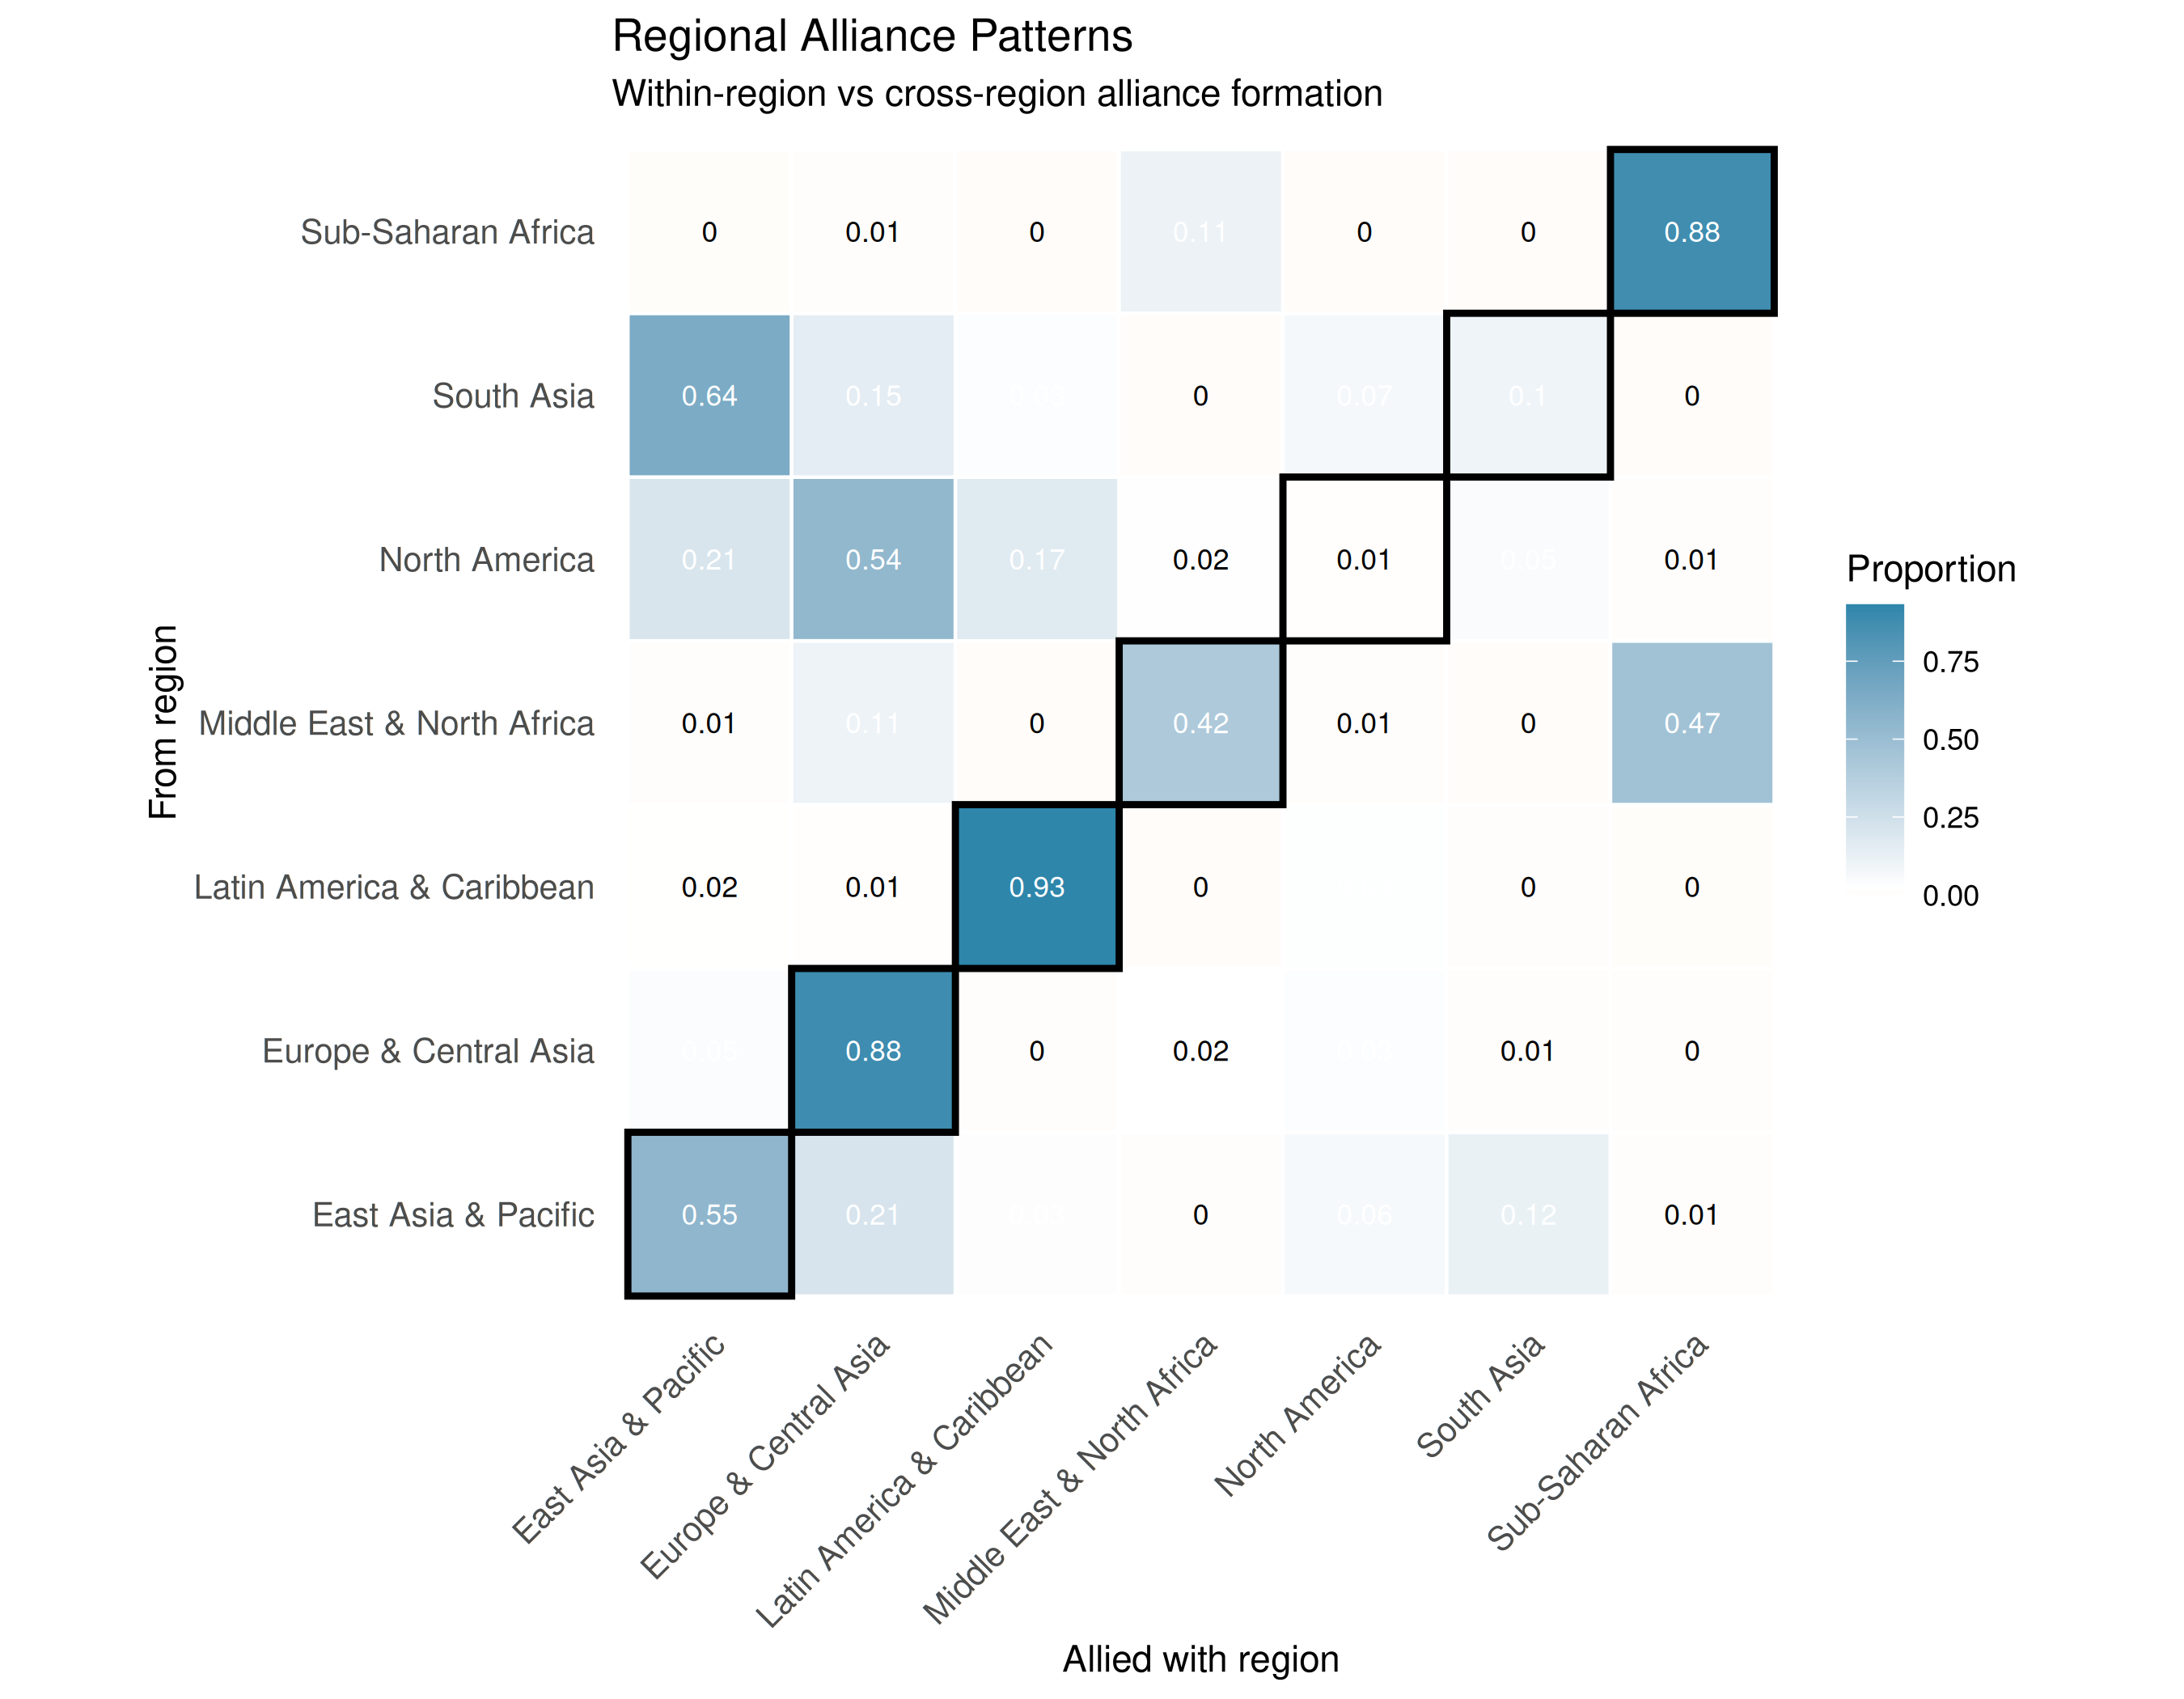 Regional Alliance Patterns
Within-region vs cross-region alliance formation
Sub-Saharan Africa 0 0.01 0 0.11 0 0 0.88
South Asia 0.64 0.15 0 0.07 0.1 0
North America 0.21 0.54 0.17 0.02 0.01 0.05 0.01
Middle East & North Africa 0.01 0.11 0 0.42 0.01 0 0.47
Latin America & Caribbean 0.02 0.01 0.93 0 0 0
Europe & Central Asia 0.05 0.88 0 0.02 0.01 0
East Asia & Pacific 0.55 0.21 0 0.06 0.12 0.01
From region
East Asia & Pacific
Europe & Central Asia
Latin America & Caribbean
Middle East & North Africa
North America
South Asia
Sub-Saharan Africa
Allied with region
Proportion
0.75
0.50
0.25
0.00